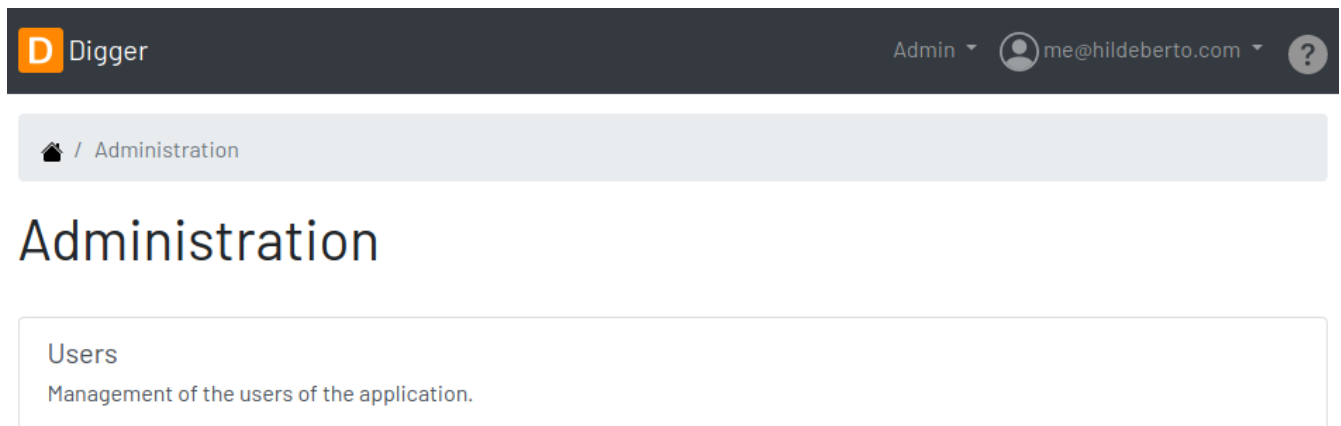 D Digger Admin me@hildeberto.com ?
/ Administration
Administration
Users
Management of the users of the application.